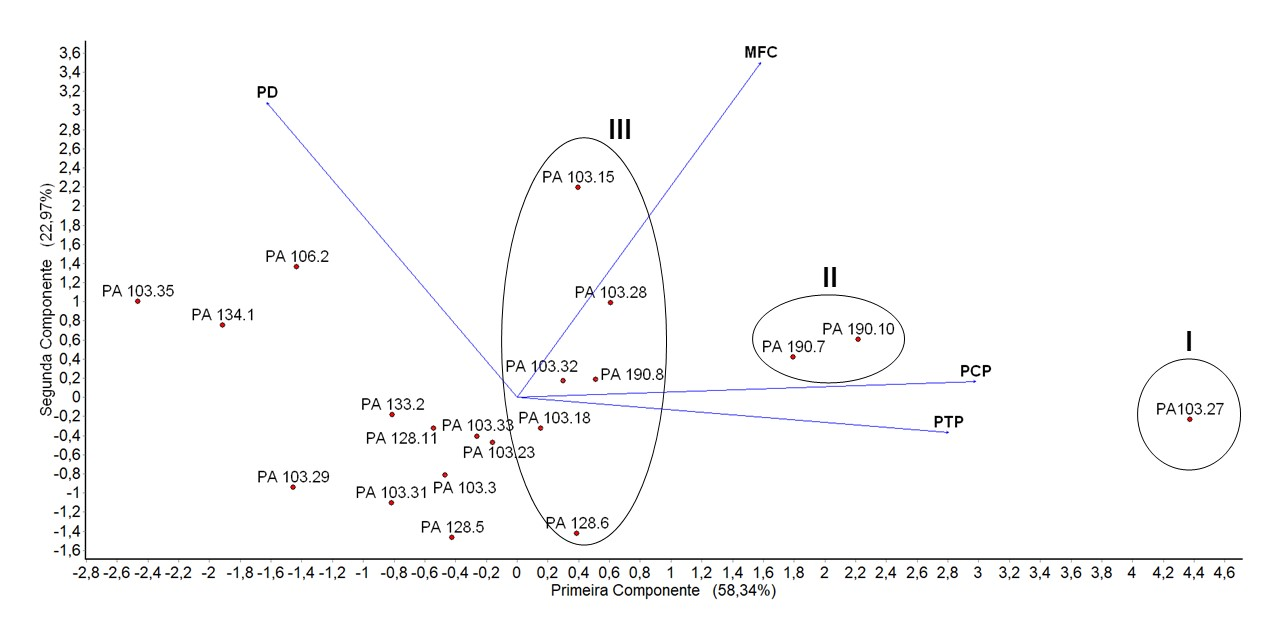 3,6
3,4
3,2
3
2,8
2,6
2,4
2,2
2
1,8
1,6
1,4
1,2
1
0,8
0,6
0,4
0,2
0
-0,2
-0,4
-0,6
-0,8
-1
-1,2
-1,4
-1,6
Segunda Componente (22,97%)
MFC
PD
III
PA 103.15
PA 106.2
II
PA 103.35
PA 103.28
PA 134.1
PA 190.10
I
PA 190.7
PA 103.32
PA 190.8
PCP
PA 133.2
PA103.27
PA 103.18
PTP
PA 103.33
PA 128.11
PA 103.23
PA 103.29
PA 103.3
PA 103.31
PA 128.5
PA 128.6
-2,8 -2,6 -2,4 -2,2 -2 -1,8 -1,6 -1,4 -1,2 -1 -0,8 -0,6 -0,4 -0,2 0 0,2 0,4 0,6 0,8 1 1,2 1,4 1,6 1,8 2 2,2 2,4 2,6 2,8 3 3,2 3,4 3,6 3,8 4 4,2 4,4 4,6
Primeira Componente (58,34%)